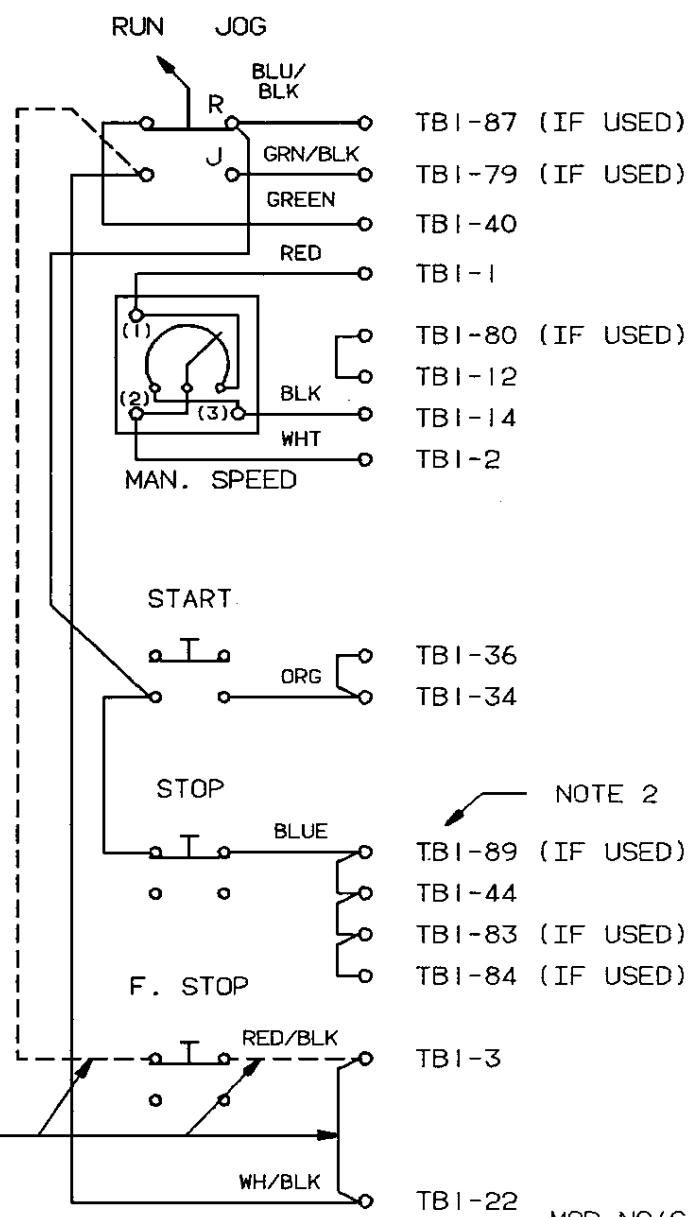 RUN JOG
BLU/
BLK
R
TB1-87 (IF USED)
J
GRN/BLK
TB1-79 (IF USED)
GREEN
TB1-40
RED
TB1-1
(1)
TB1-80 (IF USED)
TB1-12
(2)
(3)
BLK
TB1-14
WHT
TB1-2
MAN. SPEED
START
TB1-36
ORG
TB1-34
STOP
NOTE 2
BLUE
TB1-89 (IF USED)
TB1-44
TB1-83 (IF USED)
F. STOP
TB1-84 (IF USED)
RED/BLK
TB1-3
WH/BLK
TB1-22